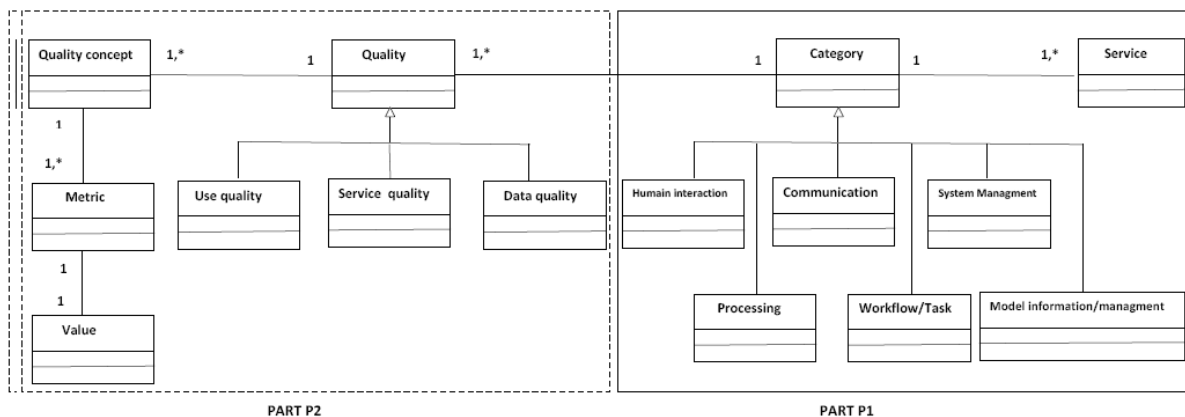 Quality concept
1,*
1
Quality
1,*
1
Category
1
1,*
Service
1
1,*
Metric
Use quality
Service quality
Data quality
Humain interaction
Communication
System Managment
1
1
Value
Processing
Workflow/Task
Model information/managment
PART P2
PART P1